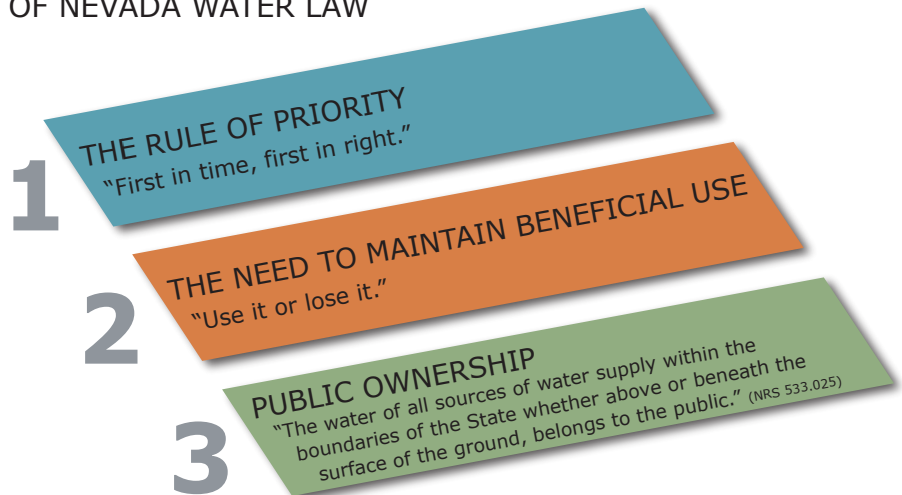 OF NEVADA WATER LAW
1
THE RULE OF PRIORITY
“First in time, first in right.”
2
THE NEED TO MAINTAIN BENEFICIAL USE
“Use it or lose it.”
3
PUBLIC OWNERSHIP
“The water of all sources of water supply within the
boundaries of the State whether above or beneath the
surface of the ground, belongs to the public.” (NRS 533.025)